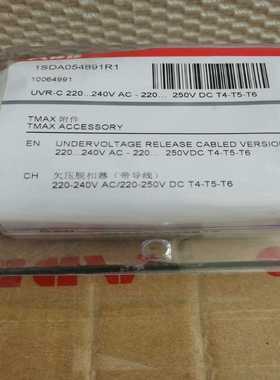 ABB
1SDA054891R1
10064991
UVR-C 220...240V AC - 220... 250V DC T4-T5-T6
TMAX 附件
TMAX ACCESSORY
EN UNDERVOLTAGE RELEASE CABLED VERSIO
220...240V AC- 220... 250VDC T4-T5-T6
CH 欠压脱扣器（带导线）
220-240V AC/220-250V DC T4-T5-T6